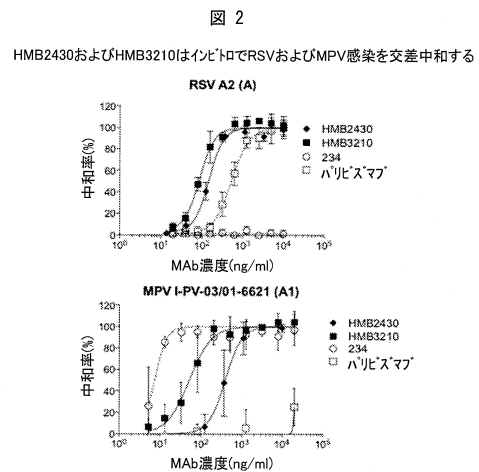 図 2
HMB2430およびHMB3210はインビトロでRSVおよびMPV感染を交差中和する
RSV A2 (A)
中和率(%)
120
100
80
60
40
20
0
10⁰ 10¹ 10² 10³ 10⁴ 10⁵
MAb濃度(ng/ml)
HMB2430
HMB3210
234
パリビズマブ
MPV I-PV-03/01-6621 (A1)
中和率(%)
120
100
80
60
40
20
0
10⁰ 10¹ 10² 10³ 10⁴ 10⁵
MAb濃度(ng/ml)
HMB2430
HMB3210
234
パリビズマブ